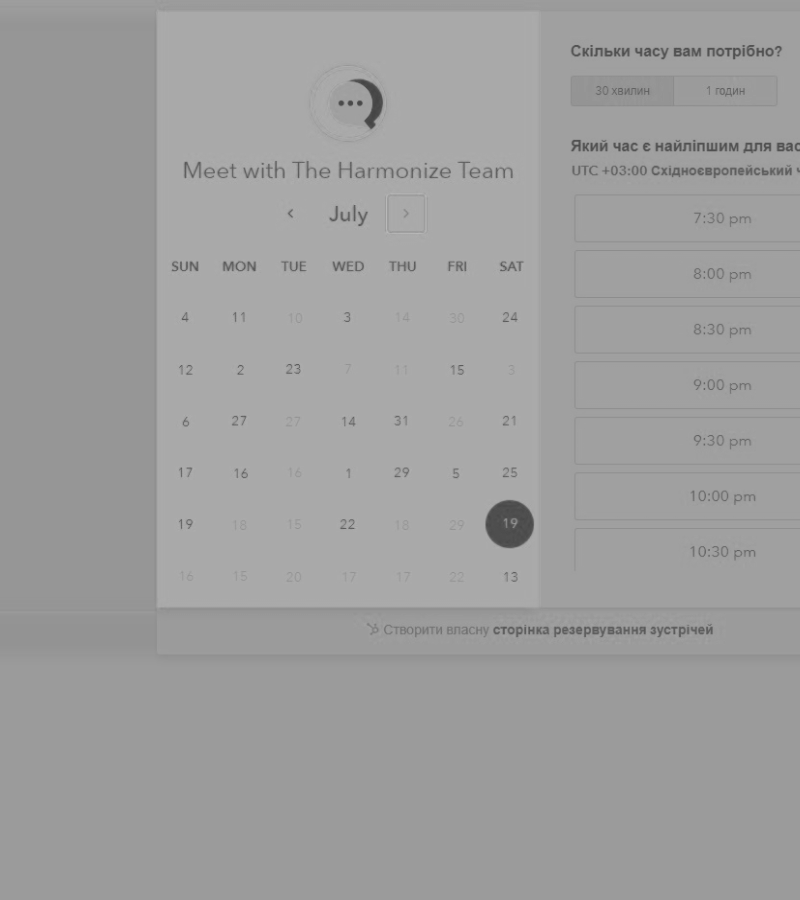 Meet with The Harmonize Team
July
SUN MON TUE WED THU FRI SAT
4 11 10 3 14 30 24
12 2 23 7 11 15 3
6 27 27 14 31 26 21
17 16 16 1 29 5 25
19 18 15 22 18 29 19
16 15 20 17 17 22 13
Скільки часу вам потрібно?
30 хвилин 1 годин
Який час є найліпшим для вас
UTC +03:00 Східноєвропейський ч
7:30 pm
8:00 pm
8:30 pm
9:00 pm
9:30 pm
10:00 pm
10:30 pm
Створити власну сторінка резервування зустрічей